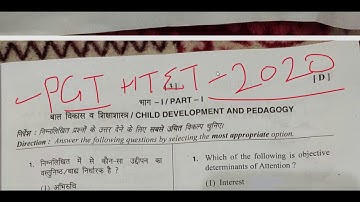 PGT HTET-2020
[ D ]
भाग – I / PART – I
बाल विकास व शिक्षाशास्त्र / CHILD DEVELOPMENT AND PEDAGOGY
निर्देश : निम्नलिखित प्रश्नों के उत्तर देने के लिए सबसे उचित विकल्प चुनिए।
Direction : Answer the following questions by selecting the most appropriate option.
1. निम्नलिखित में से कौन-सा उद्दीपन का वस्तुनिष्ठ/बाह्य निर्धारक है ?
(1) अभिरुचि
1. Which of the following is objective determinants of Attention ?
(1) Interest